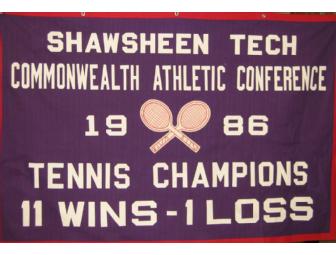 SHAWSHEEN TECH
COMMONWEALTH ATHLETIC CONFERENCE
19 86
TENNIS CHAMPIONS
11 WINS - 1 LOSS